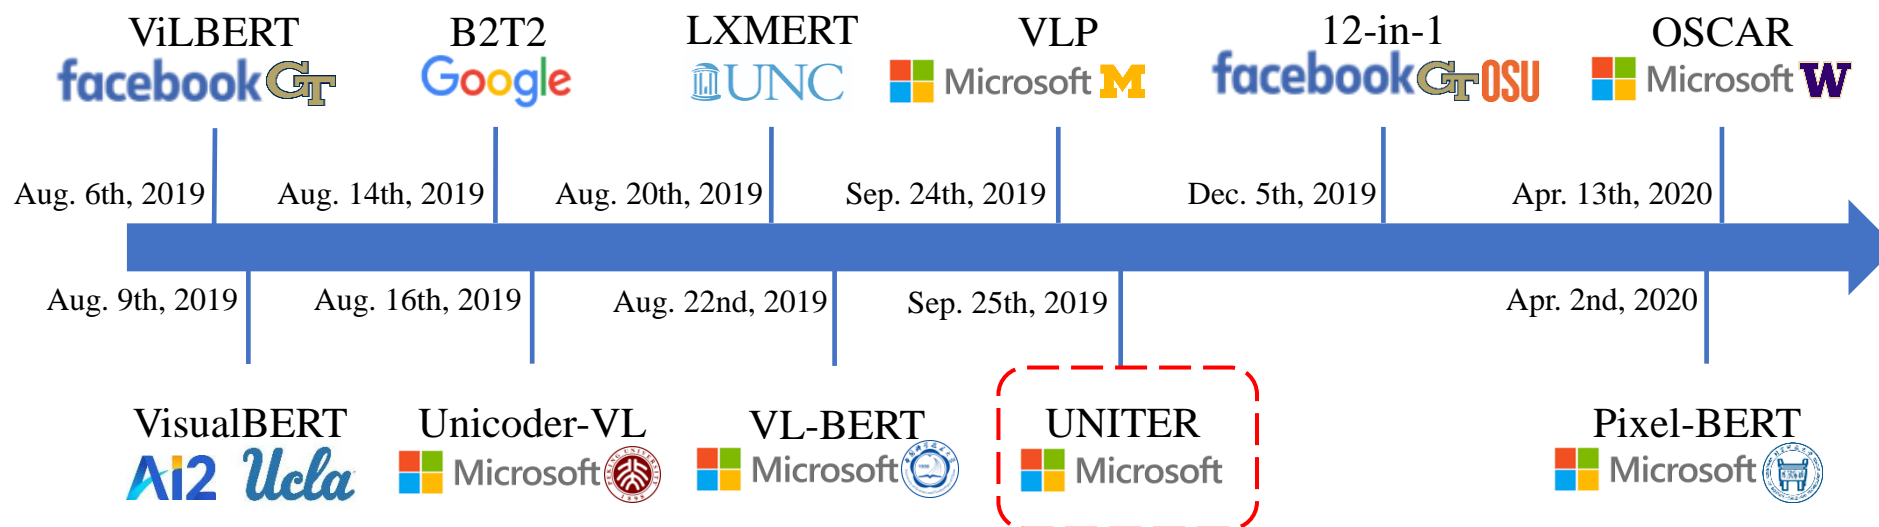 ViLBERT
facebook GT
B2T2
Google
LXMERT
UNC
VLP
Microsoft M
12-in-1
facebook GT OSU
OSCAR
Microsoft W
Aug. 6th, 2019
Aug. 14th, 2019
Aug. 20th, 2019
Sep. 24th, 2019
Dec. 5th, 2019
Apr. 13th, 2020
Aug. 9th, 2019
Aug. 16th, 2019
Aug. 22nd, 2019
Sep. 25th, 2019
Apr. 2nd, 2020
VisualBERT
Ai2 Ucla
Unicoder-VL
Microsoft
VL-BERT
Microsoft
UNITER
Microsoft
Pixel-BERT
Microsoft